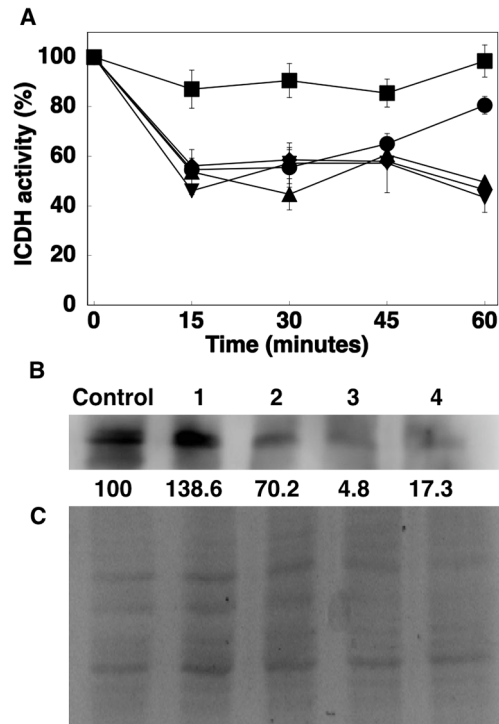 A
ICDH activity (%)
100
80
60
40
20
0
0 15 30 45 60
Time (minutes)
B
Control 1 2 3 4
100 138.6 70.2 4.8 17.3
C